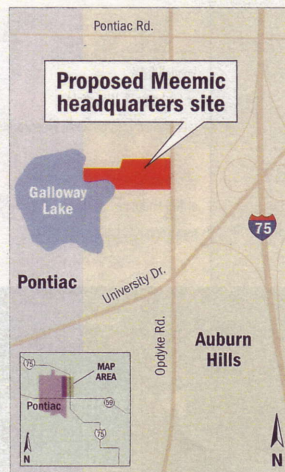 Pontiac Rd.
Proposed Meemic
headquarters site
Galloway
Lake
75
Pontiac
University Dr.
Opdyke Rd.
Auburn
Hills
75
MAP
AREA
Pontiac
59
75
N
N